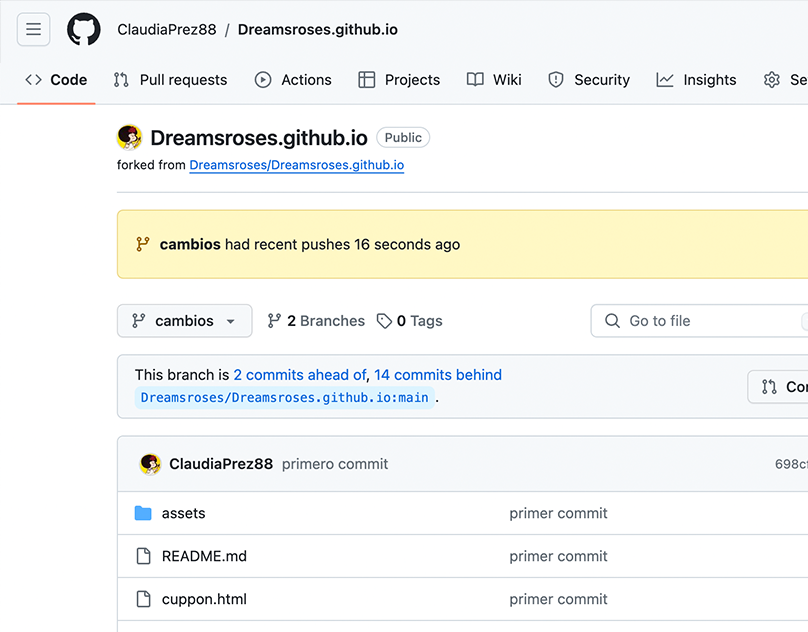 ClaudiaPrez88 / Dreamsroses.github.io
Code Pull requests Actions Projects Wiki Security Insights
Dreamsroses.github.io Public
forked from Dreamsroses/Dreamsroses.github.io
cambios had recent pushes 16 seconds ago
cambios 2 Branches 0 Tags Go to file
This branch is 2 commits ahead of, 14 commits behind
Dreamsroses/Dreamsroses.github.io:main .
ClaudiaPrez88 primero commit
assets primer commit
README.md primer commit
cuppon.html primer commit